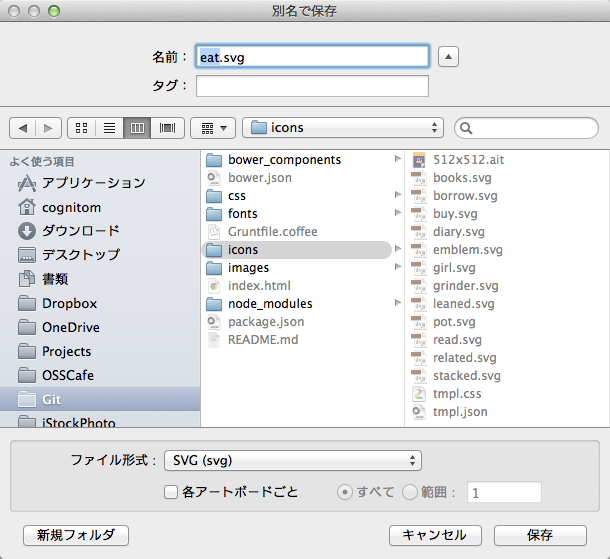 別名で保存
名前：
eat.svg
タグ：
icons
よく使う項目
アプリケーション
cognitom
ダウンロード
デスクトップ
書類
Dropbox
OneDrive
Projects
OSSCafe
Git
iStockPhoto
bower_components
bower.json
css
fonts
Gruntfile.coffee
icons
images
index.html
node_modules
package.json
README.md
512x512.ait
books.svg
borrow.svg
buy.svg
diary.svg
emblem.svg
girl.svg
grinder.svg
leaned.svg
pot.svg
read.svg
related.svg
stacked.svg
tmpl.css
tmpl.json
ファイル形式： SVG (svg)
各アートボードごと すべて 範囲： 1
新規フォルダ キャンセル 保存